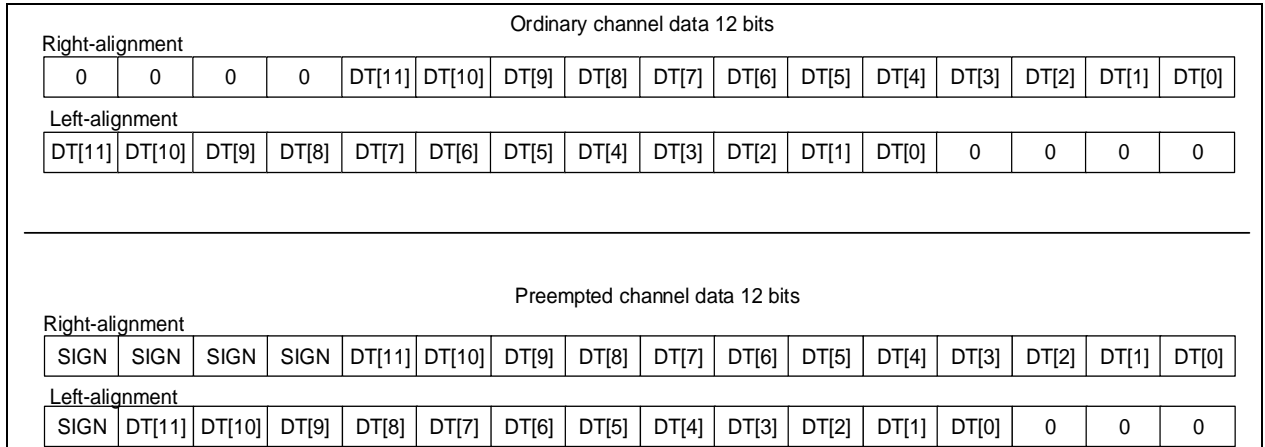 Ordinary channel data 12 bits
Right-alignment
0 0 0 0 DT[11] DT[10] DT[9] DT[8] DT[7] DT[6] DT[5] DT[4] DT[3] DT[2] DT[1] DT[0]
Left-alignment
DT[11] DT[10] DT[9] DT[8] DT[7] DT[6] DT[5] DT[4] DT[3] DT[2] DT[1] DT[0] 0 0 0 0
Preempted channel data 12 bits
Right-alignment
SIGN SIGN SIGN SIGN DT[11] DT[10] DT[9] DT[8] DT[7] DT[6] DT[5] DT[4] DT[3] DT[2] DT[1] DT[0]
Left-alignment
SIGN DT[11] DT[10] DT[9] DT[8] DT[7] DT[6] DT[5] DT[4] DT[3] DT[2] DT[1] DT[0] 0 0 0